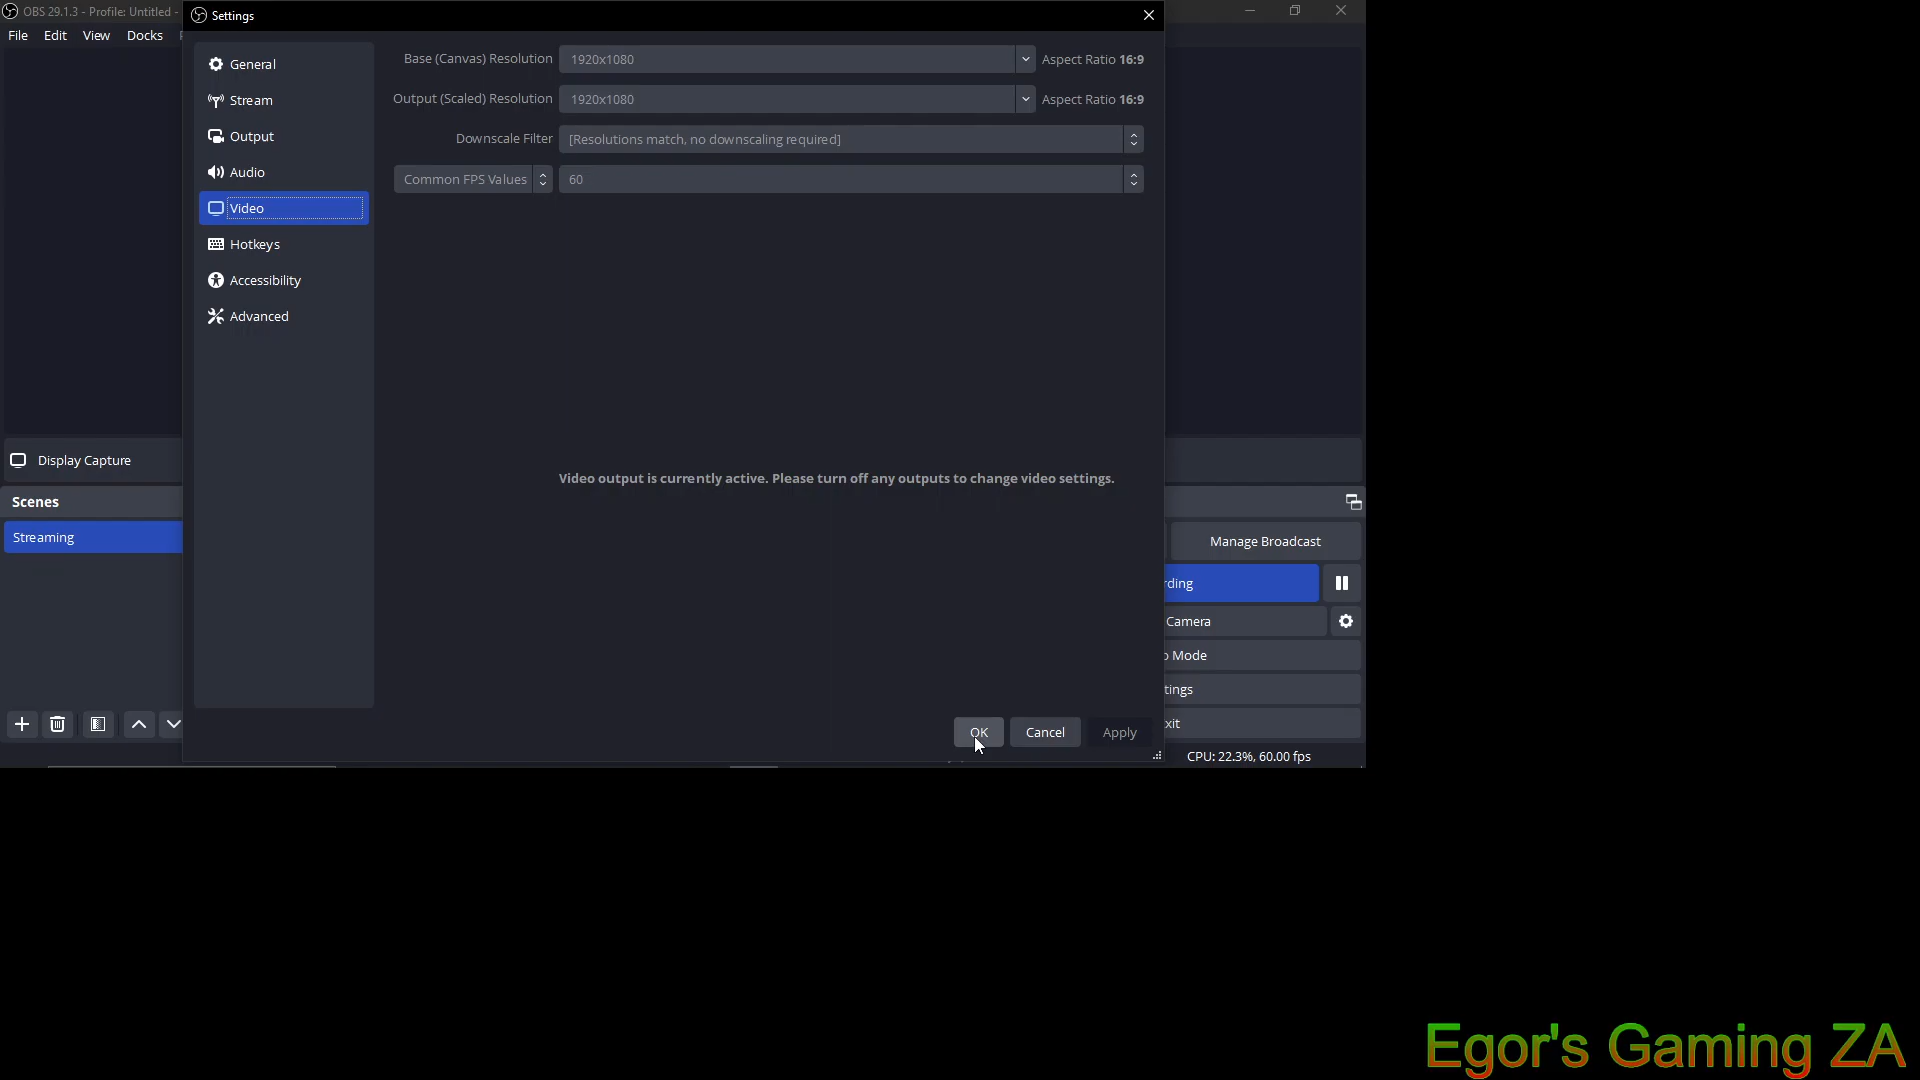 OBS 29.1.3 - Profile: Untitled -
Settings
File Edit View Docks
General
Stream
Output
Audio
Video
Hotkeys
Accessibility
Advanced
Base (Canvas) Resolution 1920x1080 Aspect Ratio 16:9
Output (Scaled) Resolution 1920x1080 Aspect Ratio 16:9
Downscale Filter [Resolutions match, no downscaling required]
Common FPS Values 60
Video output is currently active. Please turn off any outputs to change video settings.
Display Capture
Scenes
Streaming
Manage Broadcast
rding
Camera
o Mode
tings
xit
OK Cancel Apply
CPU: 22.3%, 60.00 fps
Egor's Gaming ZA